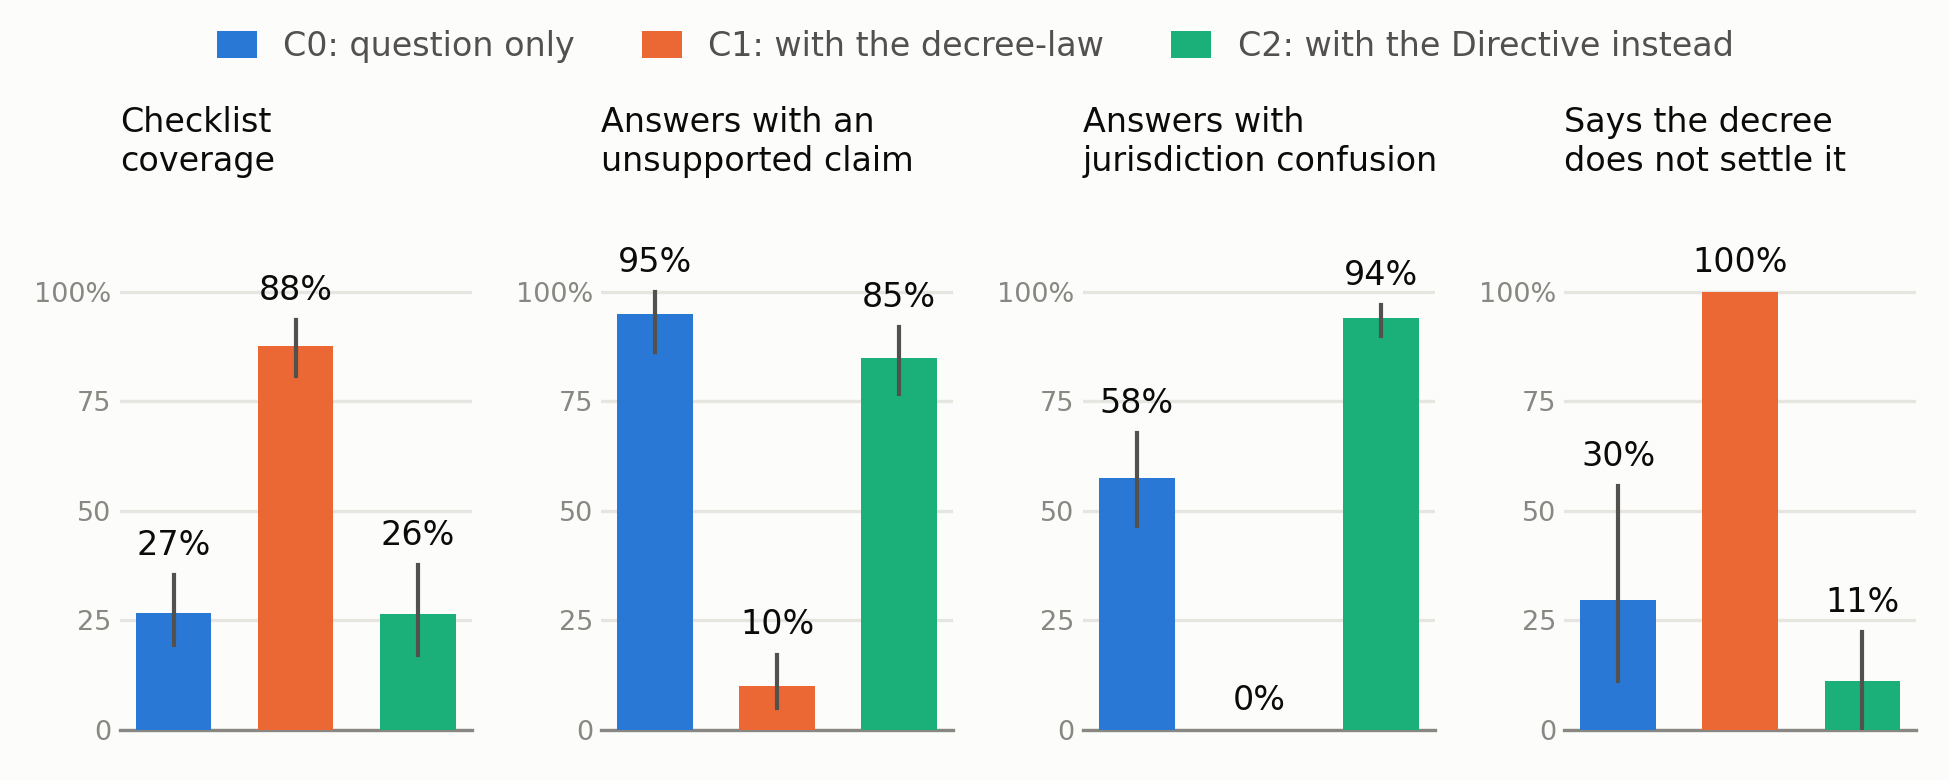 C0: question only
C1: with the decree-law
C2: with the Directive instead
Checklist
coverage
100%
75
50
25
0
27%
88%
26%
Answers with an
unsupported claim
100%
75
50
25
0
95%
10%
85%
Answers with
jurisdiction confusion
100%
75
50
25
0
58%
0%
94%
Says the decree
does not settle it
100%
75
50
25
0
30%
100%
11%